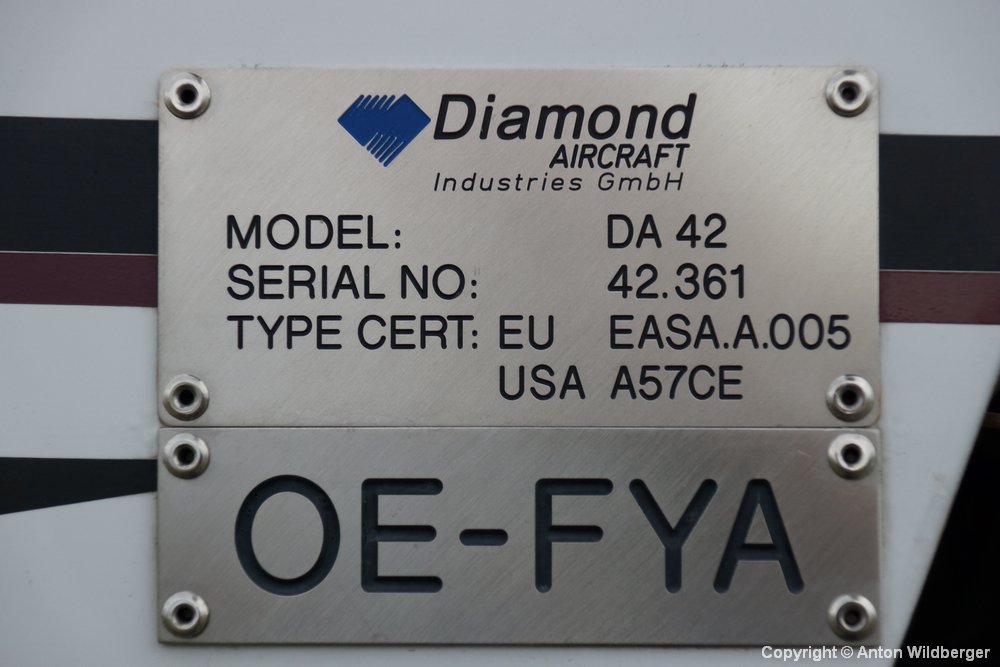 Diamond
AIRCRAFT
Industries GmbH
MODEL: DA 42
SERIAL NO: 42.361
TYPE CERT: EU EASA.A.005
USA A57CE
OE-FYA
Copyright © Anton Wildberger